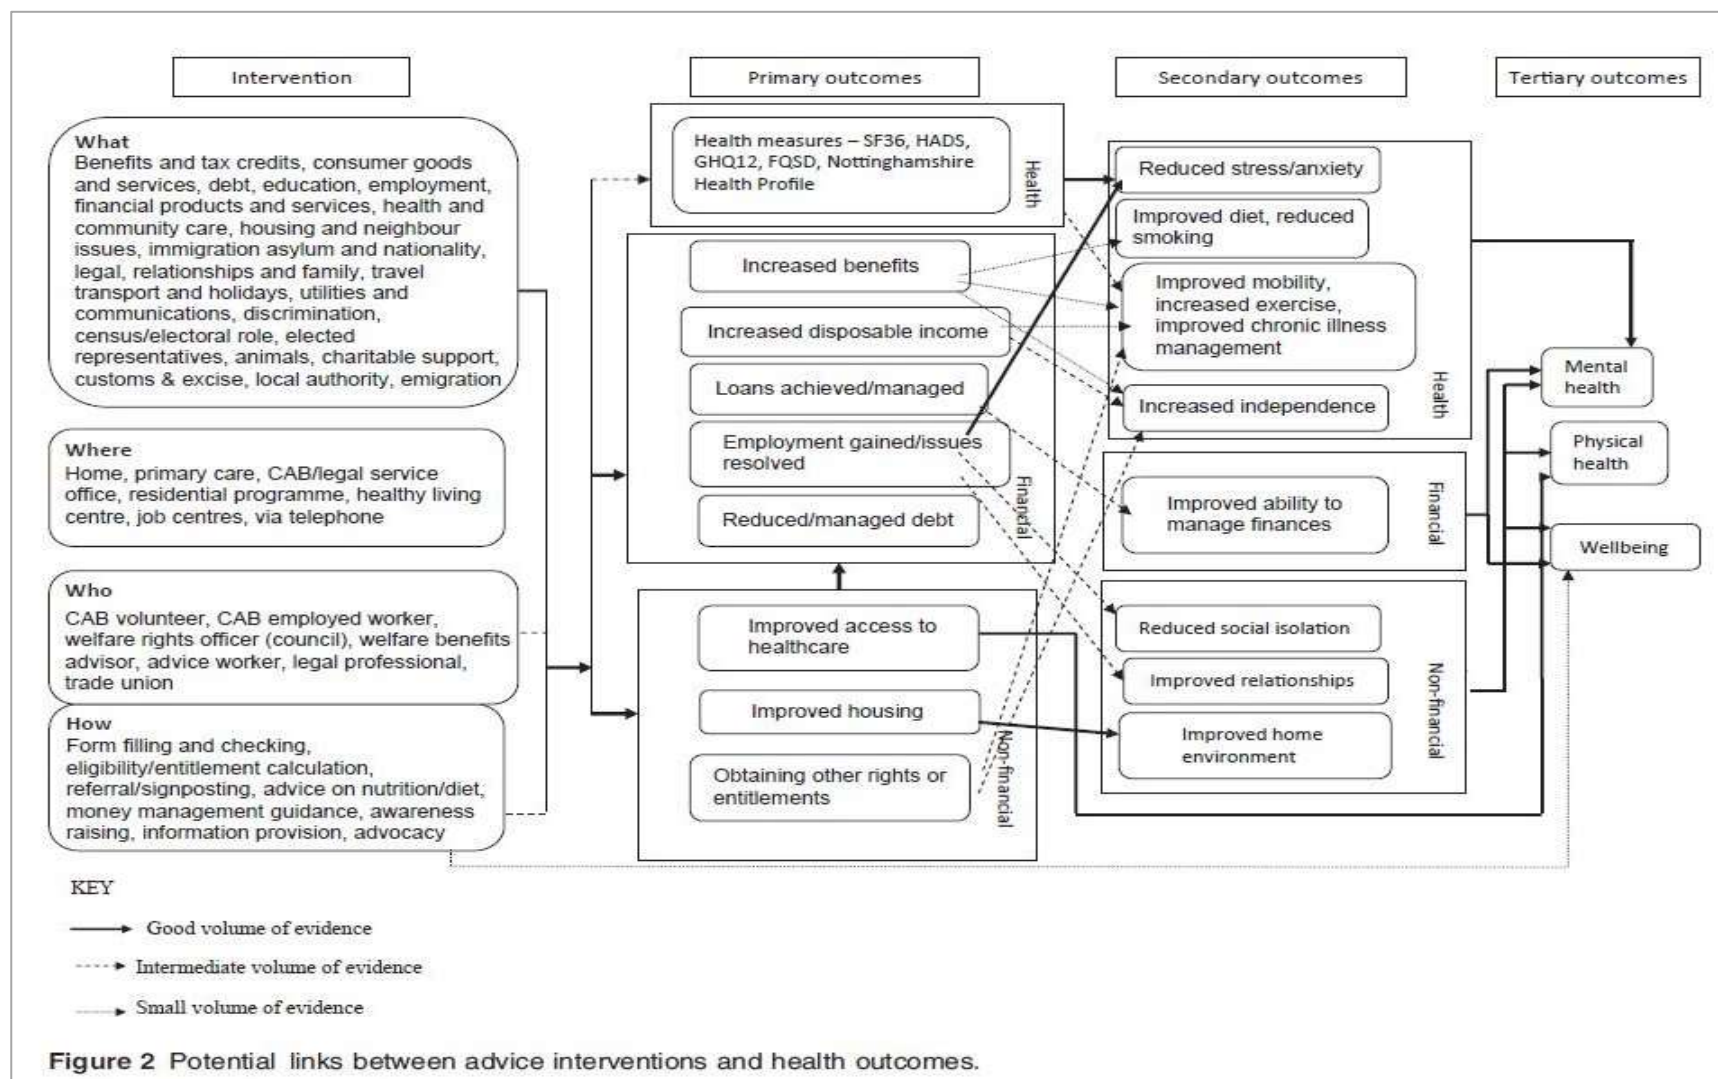 Intervention
Primary outcomes
Secondary outcomes
Tertiary outcomes
What
Benefits and tax credits, consumer goods
and services, debt, education, employment,
financial products and services, health and
community care, housing and neighbour
issues, immigration asylum and nationality,
legal, relationships and family, travel
transport and holidays, utilities and
communications, discrimination,
census/electoral role, elected
representatives, animals, charitable support,
customs & excise, local authority, emigration
Where
Home, primary care, CAB/legal service
office, residential programme, healthy living
centre, job centres, via telephone
Who
CAB volunteer, CAB employed worker,
welfare rights officer (council), welfare benefits
advisor, advice worker, legal professional,
trade union
How
Form filling and checking,
eligibility/entitlement calculation,
referral/signposting, advice on nutrition/diet,
money management guidance, awareness
raising, information provision, advocacy
Health measures – SF36, HADS,
GHQ12, FQSD, Nottinghamshire
Health Profile
Health
Increased benefits
Increased disposable income
Loans achieved/managed
Employment gained/issues
resolved
Reduced/managed debt
Financial
Improved access to
healthcare
Improved housing
Obtaining other rights or
entitlements
Non-financial
Reduced stress/anxiety
Improved diet, reduced
smoking
Improved mobility,
increased exercise,
improved chronic illness
management
Increased independence
Health
Improved ability to
manage finances
Financial
Reduced social isolation
Improved relationships
Improved home
environment
Non-financial
Mental
health
Physical
health
Wellbeing
KEY
Good volume of evidence
Intermediate volume of evidence
Small volume of evidence
Figure 2 Potential links between advice interventions and health outcomes.